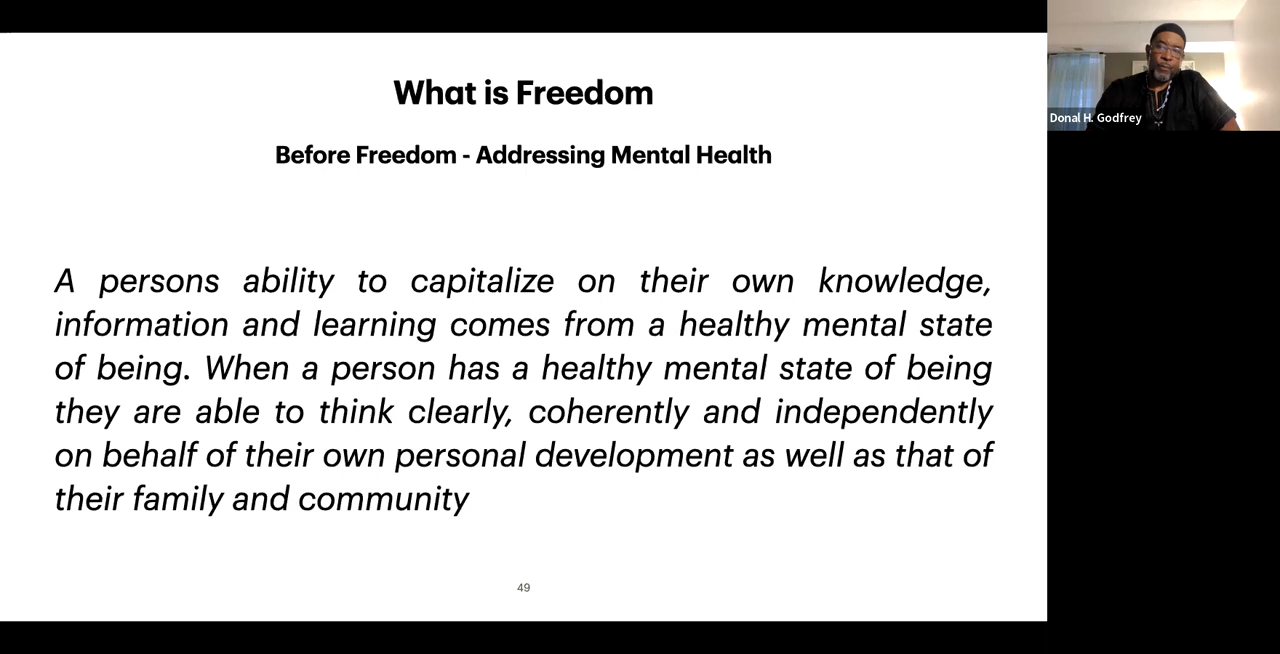 What is Freedom
Before Freedom - Addressing Mental Health
A persons ability to capitalize on their own knowledge,
information and learning comes from a healthy mental state
of being. When a person has a healthy mental state of being
they are able to think clearly, coherently and independently
on behalf of their own personal development as well as that of
their family and community
49
Donal H. Godfrey